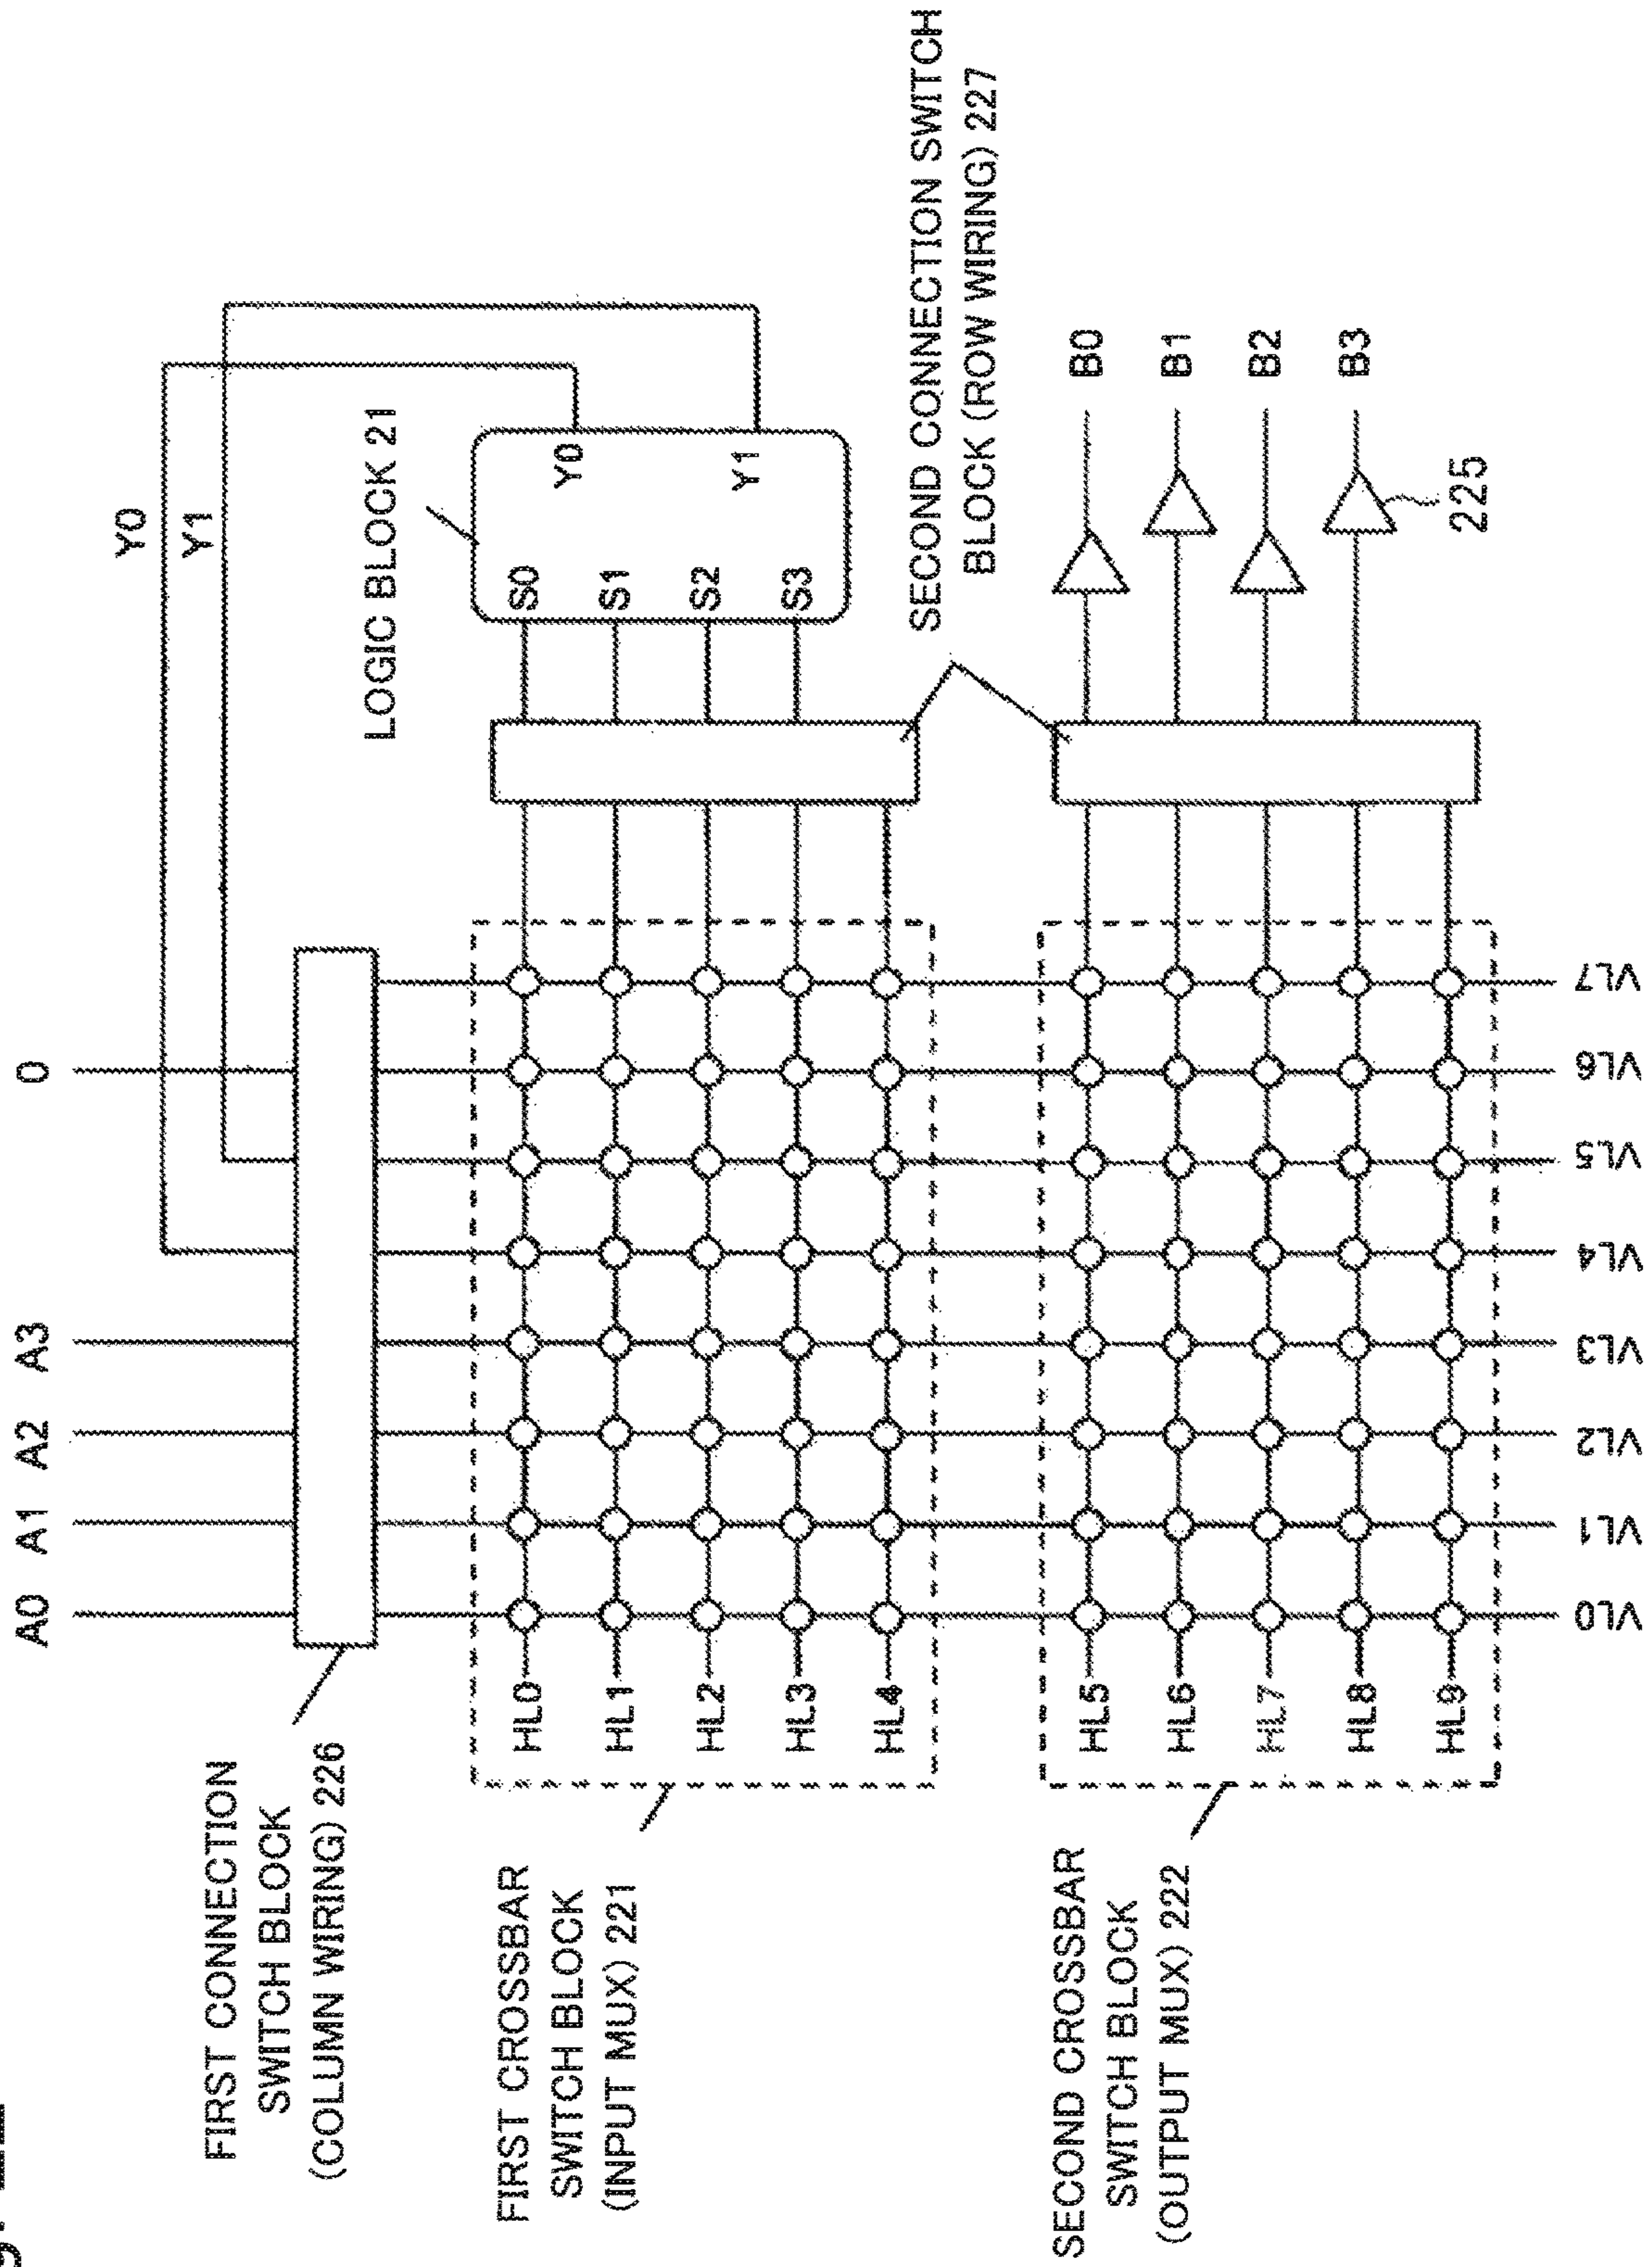 A0
A1
A2
A3
0
Y0
Y1
FIRST CONNECTION
SWITCH BLOCK
(COLUMN WIRING) 226
LOGIC BLOCK 21
S0
S1
S2
S3
Y0
Y1
FIRST CROSSBAR
SWITCH BLOCK
(INPUT MUX) 221
HL0
HL1
HL2
HL3
HL4
SECOND CONNECTION SWITCH
BLOCK (ROW WIRING) 227
SECOND CROSSBAR
SWITCH BLOCK
(OUTPUT MUX) 222
HL5
HL6
HL7
HL8
HL9
B0
B1
B2
B3
225
VL0
VL1
VL2
VL3
VL4
VL5
VL6
VL7